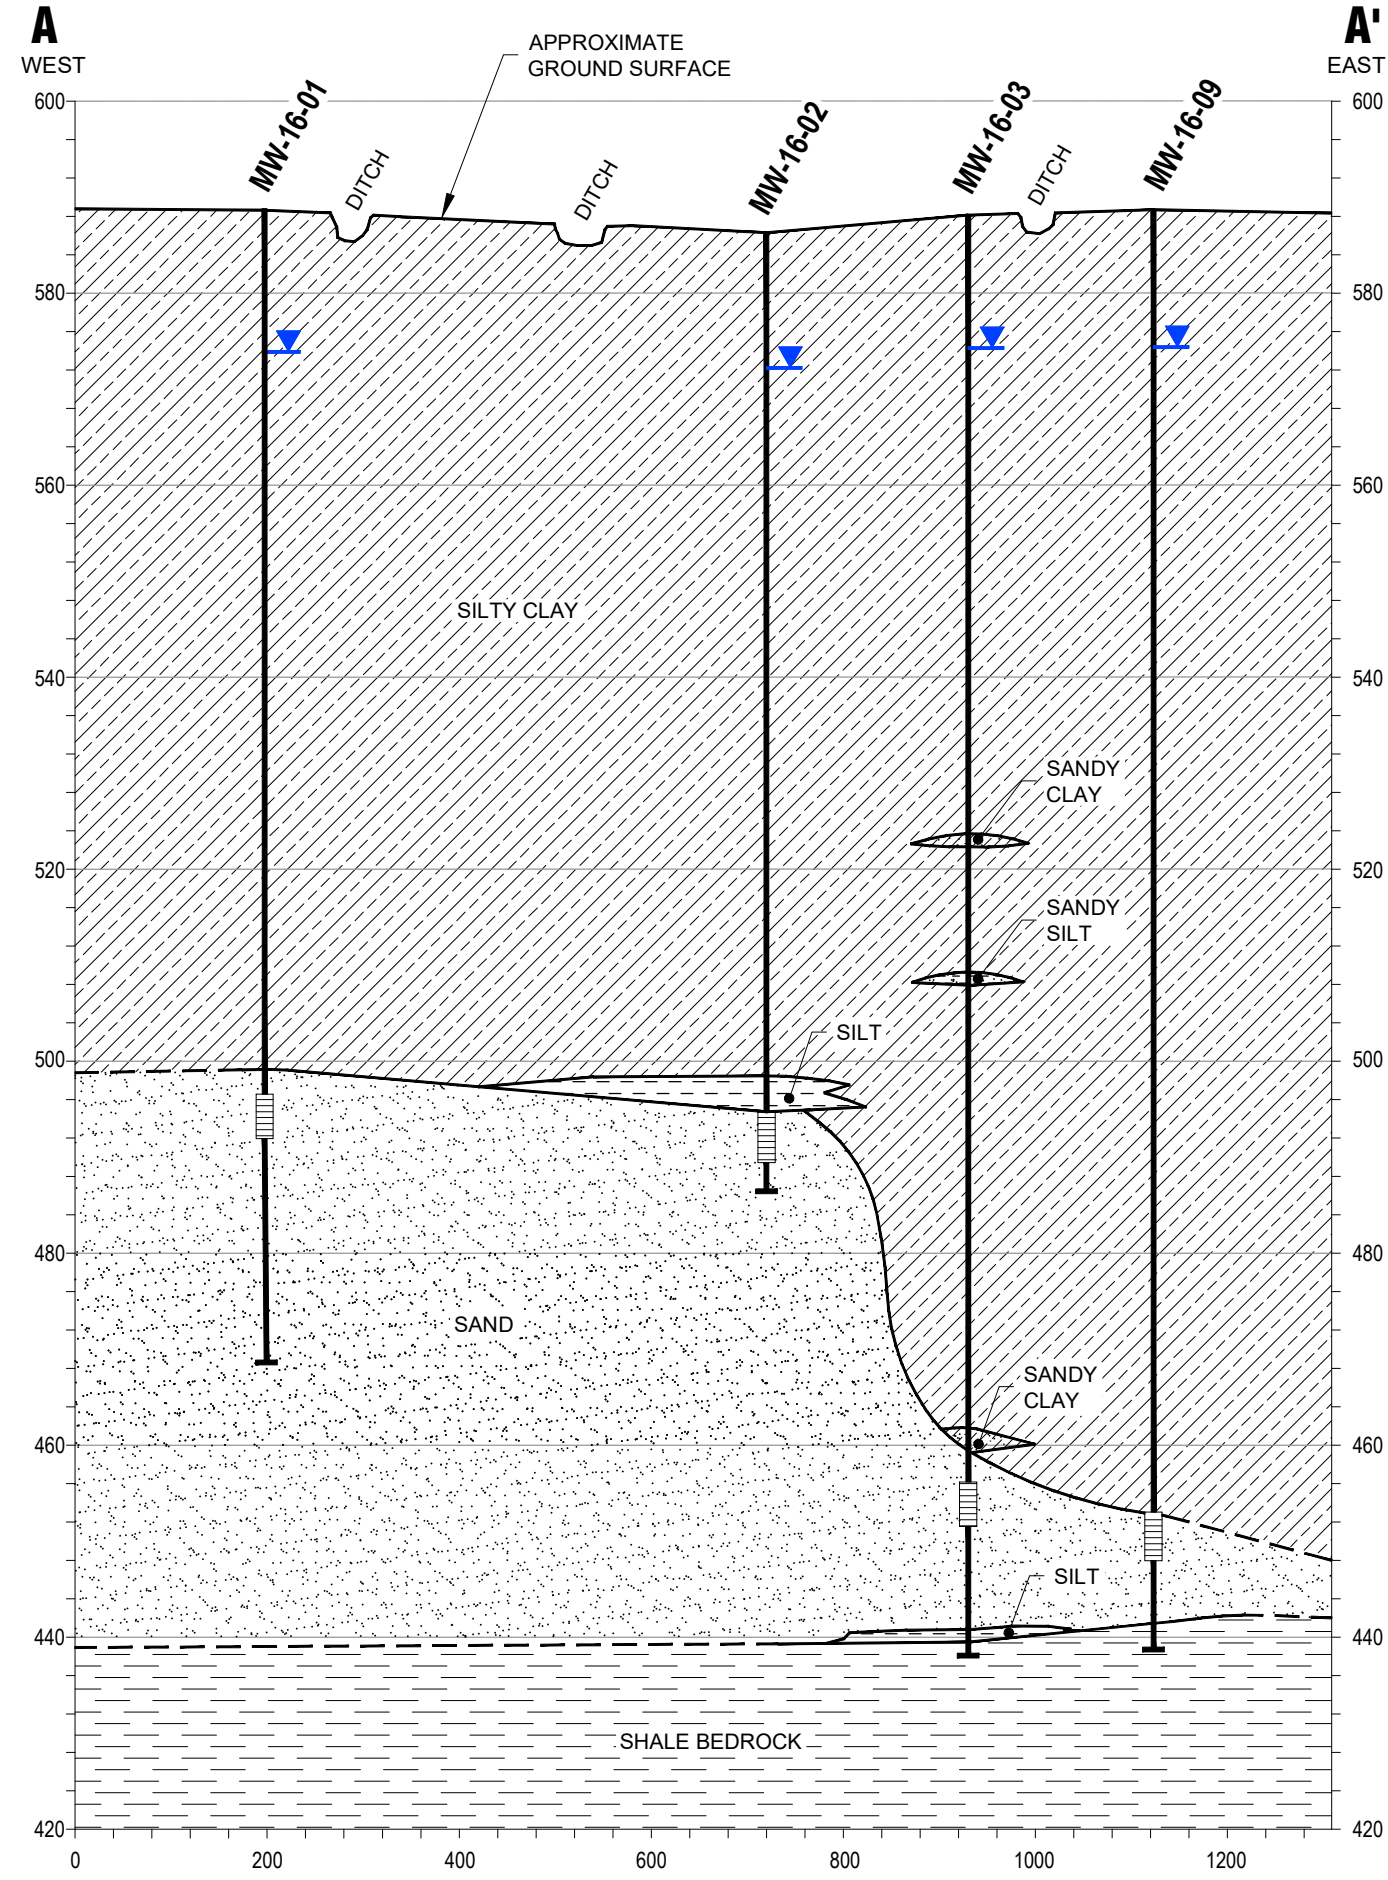 A
A'
WEST
EAST
APPROXIMATE
GROUND SURFACE
MW-16-01
DITCH
DITCH
MW-16-02
MW-16-03
DITCH
MW-16-09
600
600
580
580
560
560
SILTY CLAY
540
540
SANDY
CLAY
520
520
SANDY
SILT
SILT
500
500
480
480
SAND
SANDY
CLAY
460
460
SILT
440
440
SHALE BEDROCK
420
420
0
200
400
600
800
1000
1200